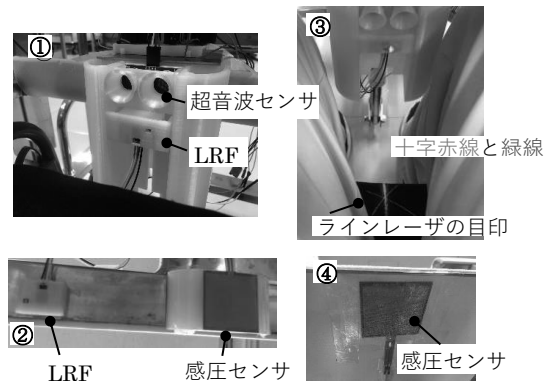 ①
超音波センサ
LRF
③
十字赤線と緑線
ラインレーザの目印
②
LRF
感圧センサ
④
感圧センサ